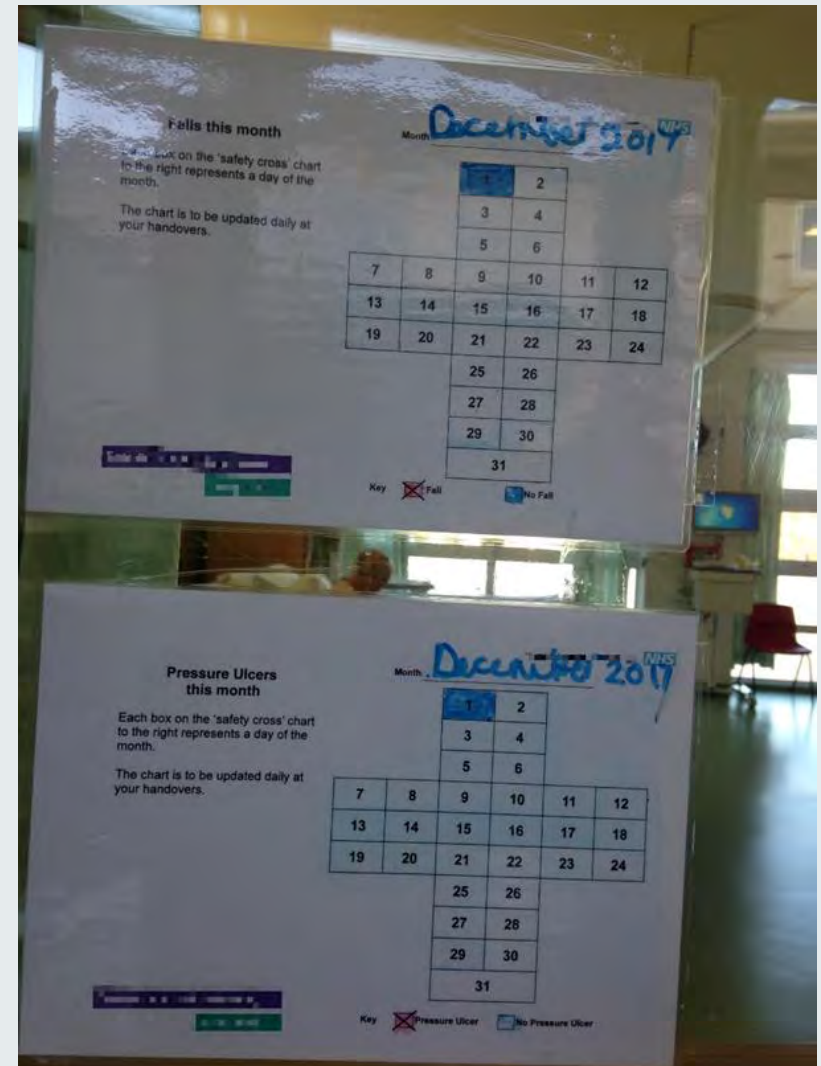 Falls this month
Month December 2017
NHS
box on the 'safety cross' chart
to the right represents a day of the
month.
The chart is to be updated daily at
your handovers.
1 2
3 4
5 6
7 8 9 10 11 12
13 14 15 16 17 18
19 20 21 22 23 24
25 26
27 28
29 30
31
Key Fall No Fall
Pressure Ulcers
this month
Month December 2017
NHS
Each box on the 'safety cross' chart
to the right represents a day of the
month.
The chart is to be updated daily at
your handovers.
1 2
3 4
5 6
7 8 9 10 11 12
13 14 15 16 17 18
19 20 21 22 23 24
25 26
27 28
29 30
31
Key Pressure Ulcer No Pressure Ulcer